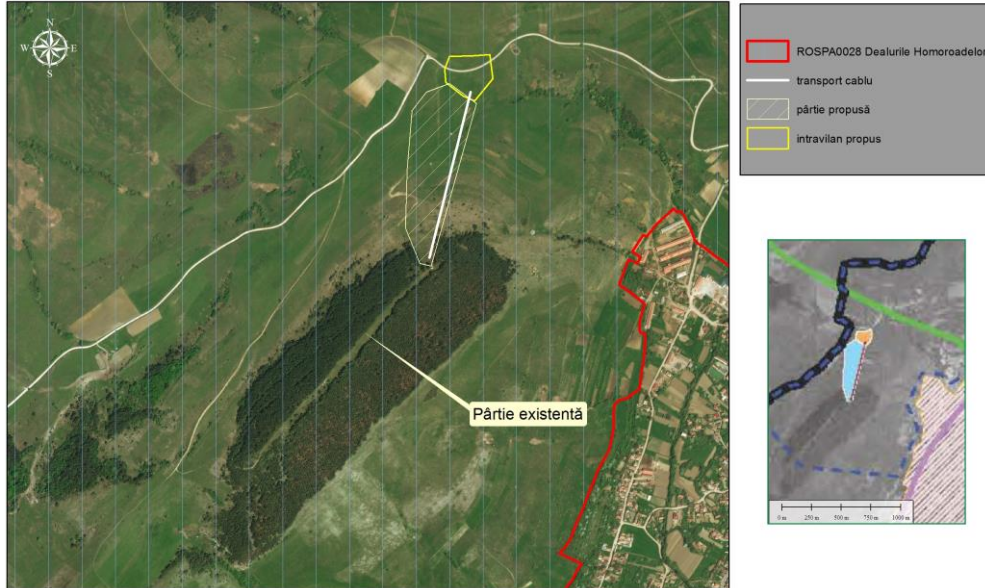 N
W E
S
ROSPA0028 Dealurile Homoroadelor
transport cablu
pârtie propusă
intravilan propus
Pârtie existentă
0 m 250 m 500 m 750 m 1000 m